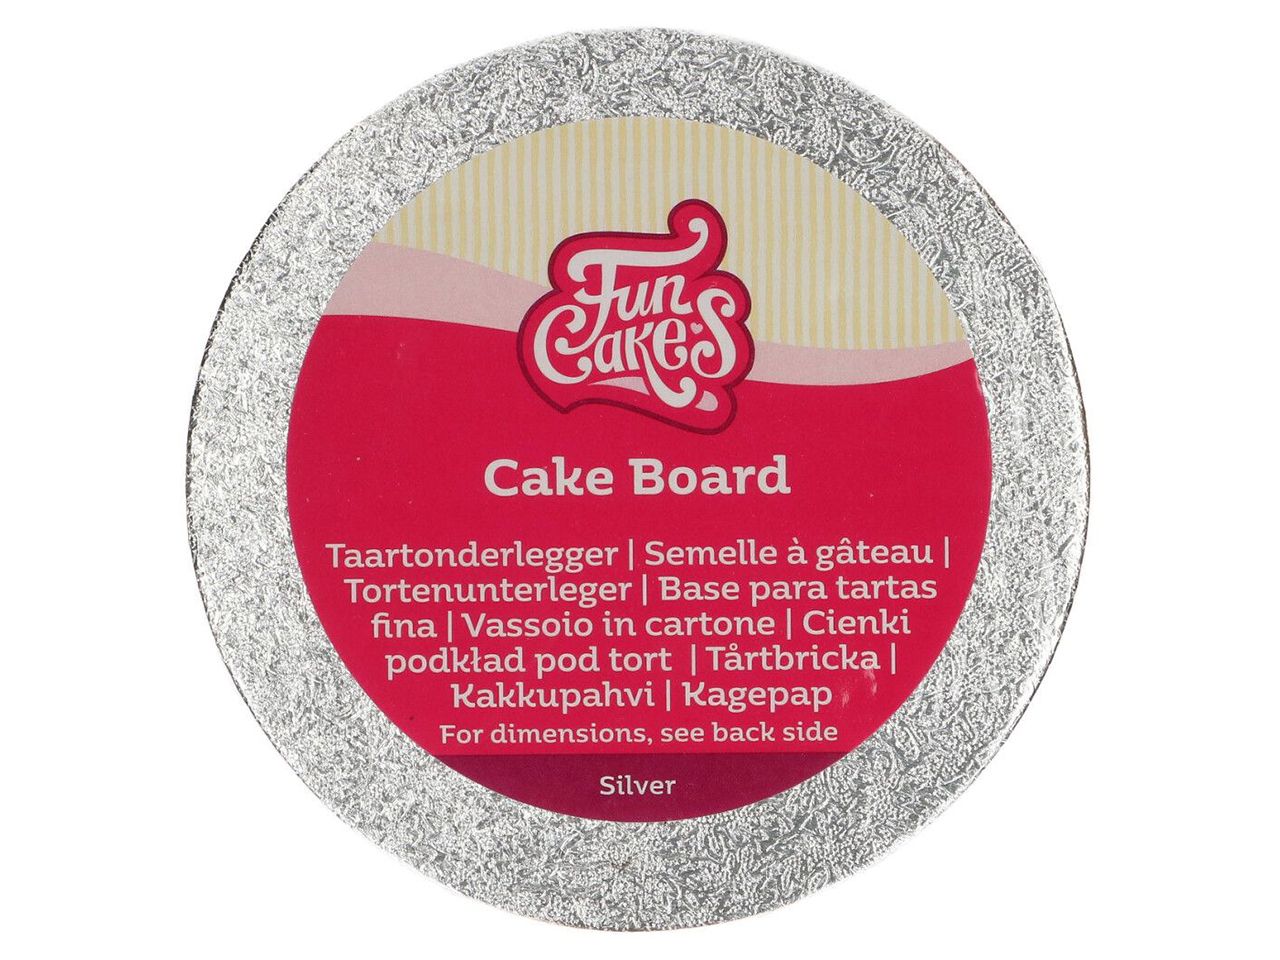 Fun
Cakes
Cake Board
Taartonderlegger | Semelle à gâteau |
Tortenunterleger | Base para tartas
fina | Vassoio in cartone | Cienki
podkład pod tort | Tårtbricka |
Kakkupahvi | Kagepap
For dimensions, see back side
Silver